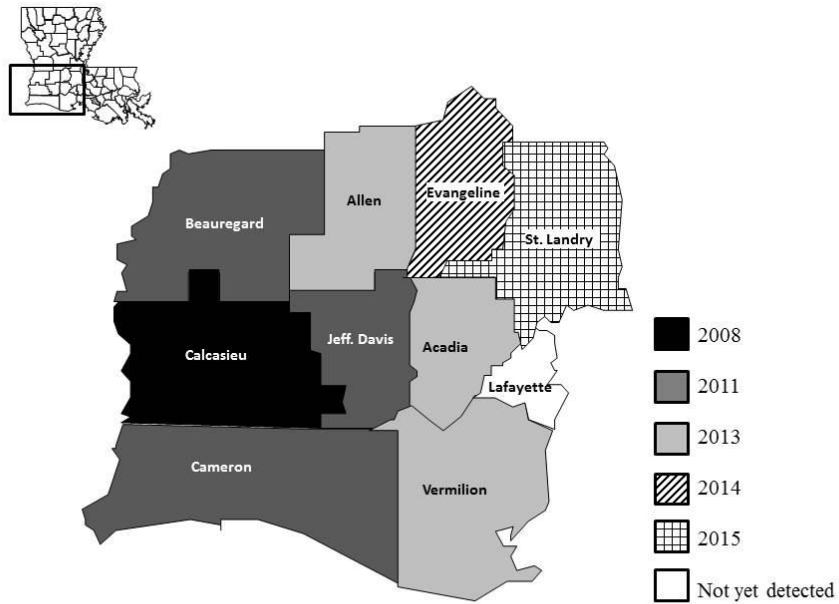 Evangeline
Allen
Beauregard
St. Landry
Jeff. Davis
Acadia
Calcasieu
Lafayette
Cameron
Vermilion
2008
2011
2013
2014
2015
Not yet detected